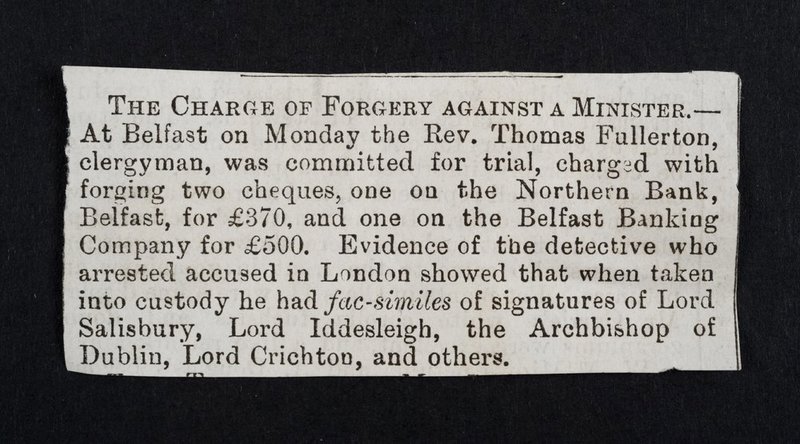 THE CHARGE OF FORGERY AGAINST A MINISTER.—
At Belfast on Monday the Rev. Thomas Fullerton,
clergyman, was committed for trial, charged with
forging two cheques, one on the Northern Bank,
Belfast, for £370, and one on the Belfast Banking
Company for £500. Evidence of the detective who
arrested accused in London showed that when taken
into custody he had fac-similes of signatures of Lord
Salisbury, Lord Iddesleigh, the Archbishop of
Dublin, Lord Crichton, and others.